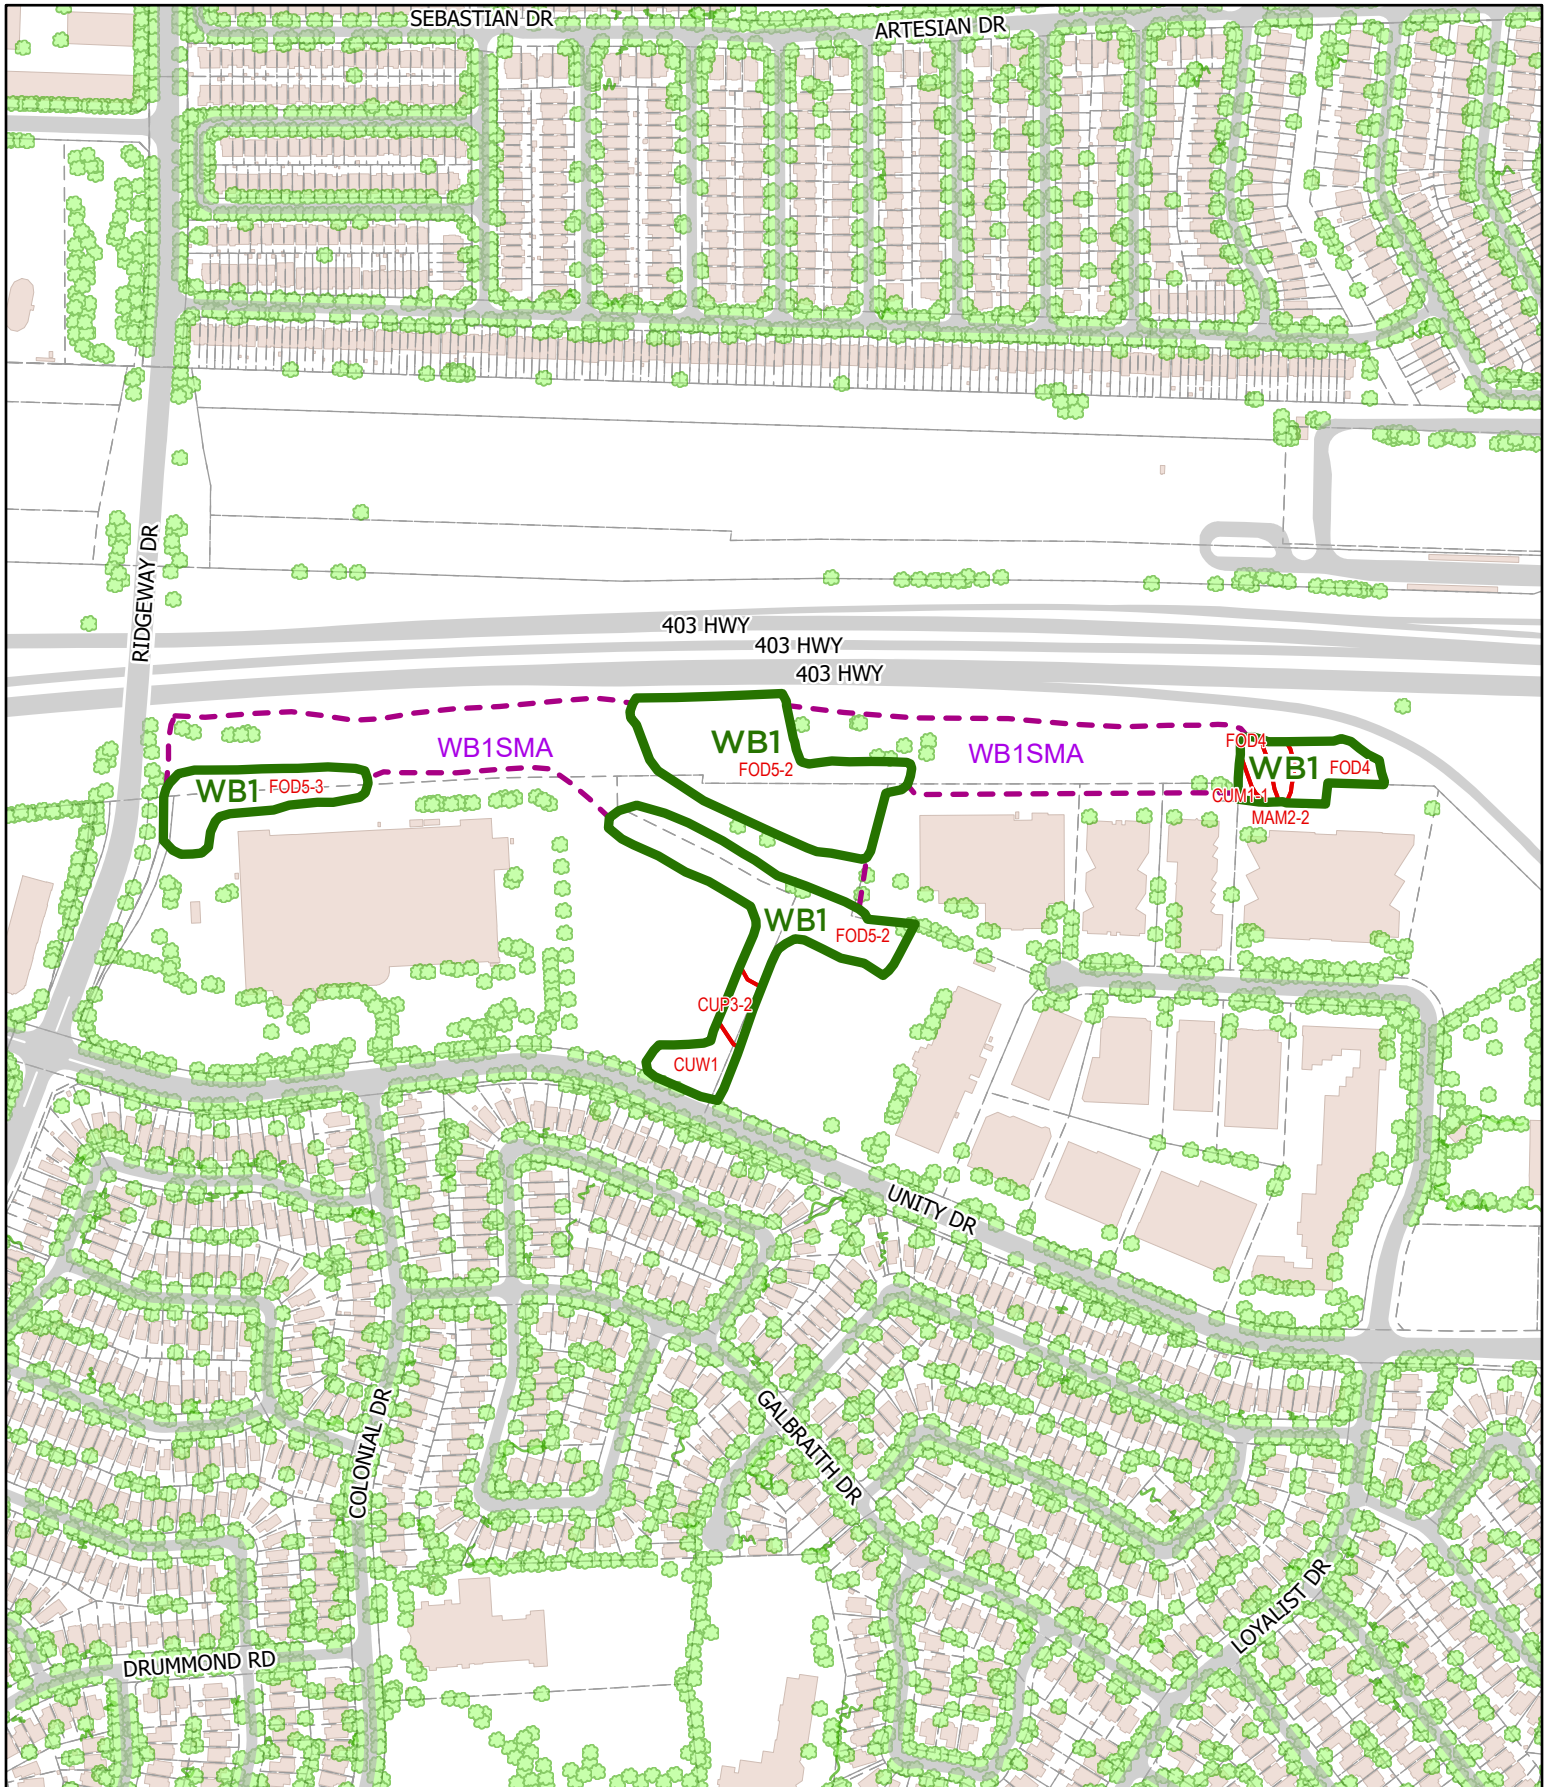 SEBASTIAN DR
ARTESIAN DR
RIDGEWAY DR
403 HWY
403 HWY
403 HWY
WB1SMA
WB1
FOD5-2
WB1SMA
FOD4
WB1
FOD4
CUM1-1
MAM2-2
WB1
FOD5-3
WB1
FOD5-2
CUP3-2
CUW1
UNITY DR
COLONIAL DR
GALBRAITH DR
LOYALIST DR
DRUMMOND RD